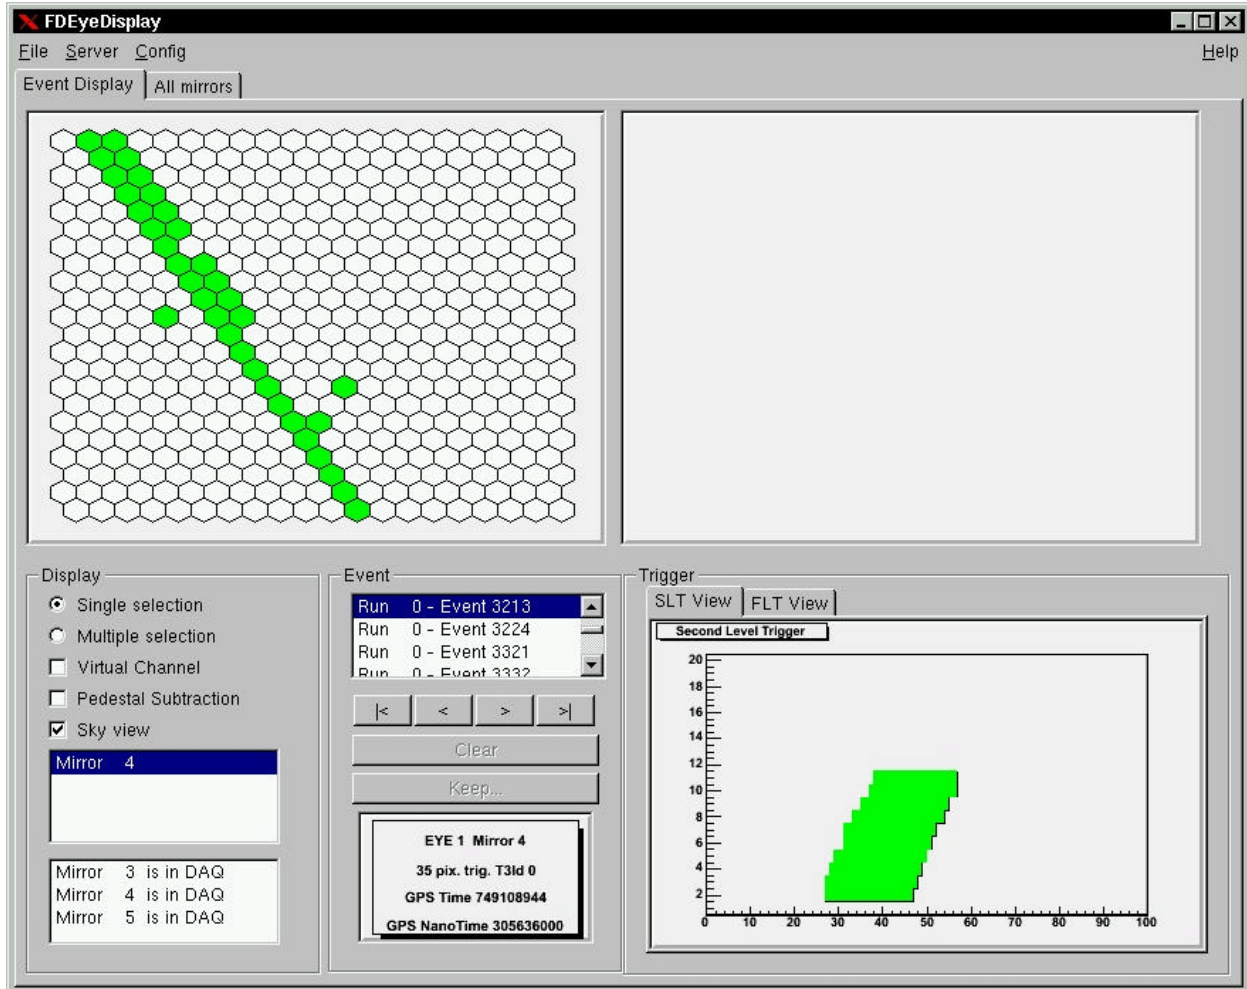 FDEyeDisplay
File Server Config Help
Event Display All mirrors
Display
Single selection
Multiple selection
Virtual Channel
Pedestal Subtraction
Sky view
Mirror 4
Mirror 3 is in DAQ
Mirror 4 is in DAQ
Mirror 5 is in DAQ
Event
Run 0 - Event 3213
Run 0 - Event 3224
Run 0 - Event 3321
Run 0 - Event 3332
|< < > >|
Clear
Keep...
EYE 1 Mirror 4
35 pix. trig. T3Id 0
GPS Time 749108944
GPS NanoTime 305636000
Trigger
SLT View FLT View
Second Level Trigger
20
18
16
14
12
10
8
6
4
2
0 10 20 30 40 50 60 70 80 90 100